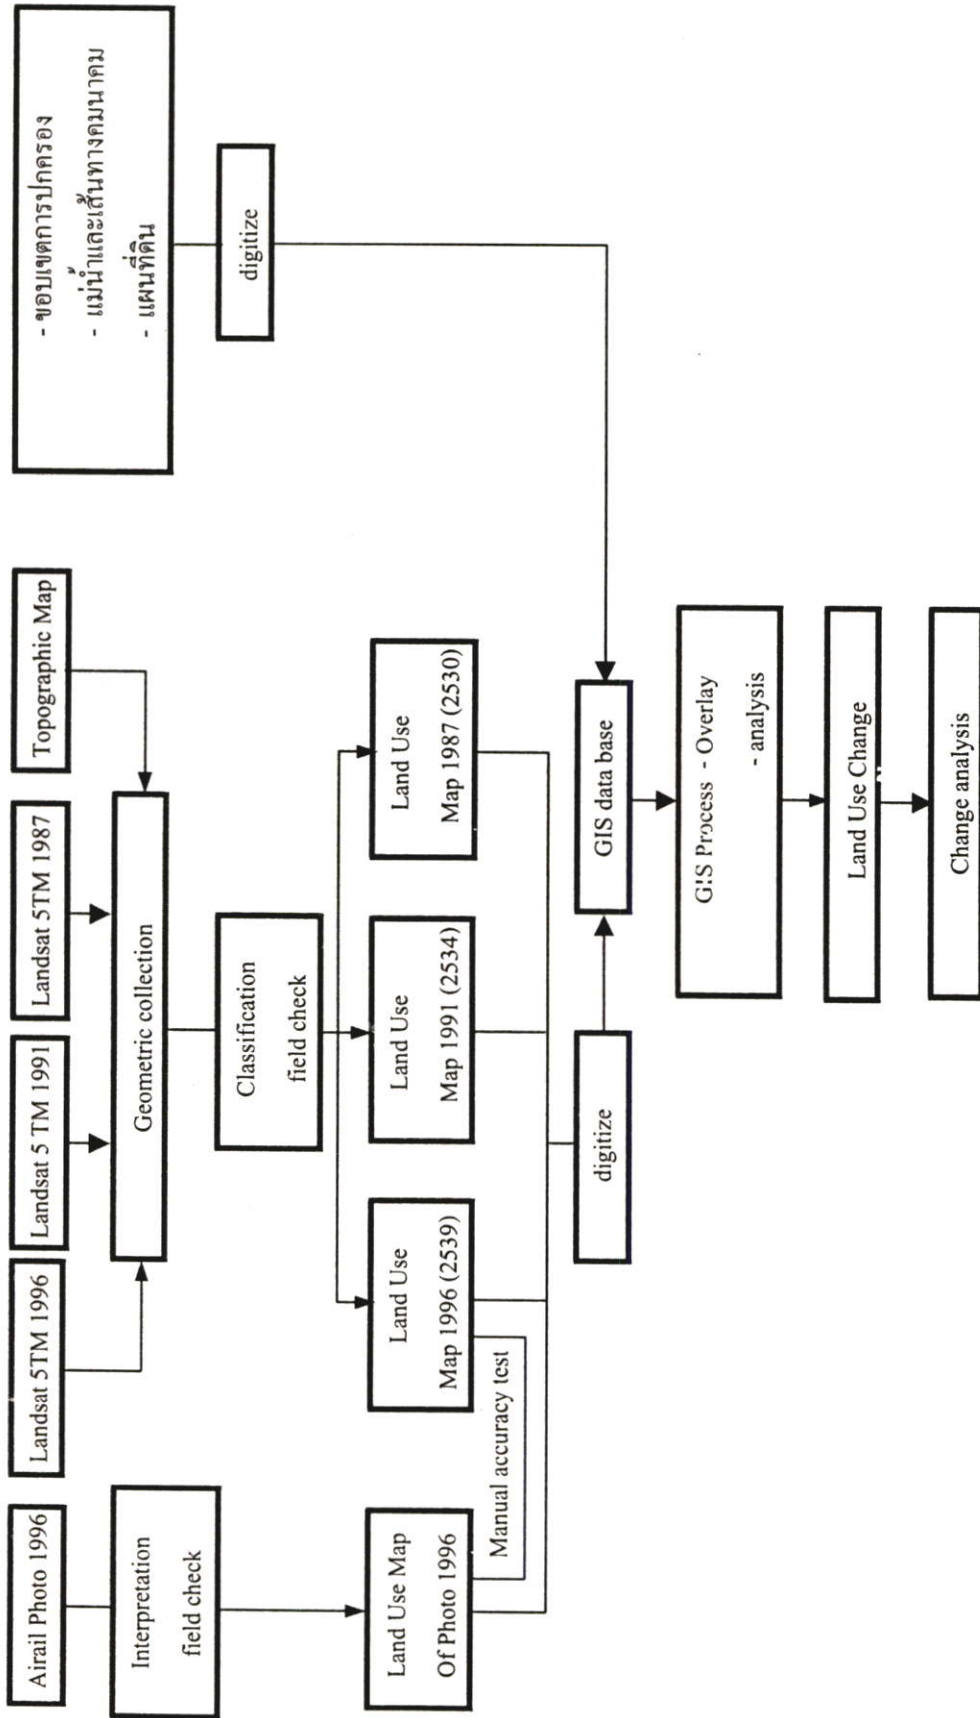 Airail Photo 1996
Landsat 5TM 1996
Landsat 5 TM 1991
Landsat 5TM 1987
Topographic Map
- ขอบเขตการปกครอง
- แม่น้ำและเส้นทางคมนาคม
- แผนที่ดิน
Interpretation
field check
Geometric collection
digitize
Classification
field check
Land Use Map
Of Photo 1996
Land Use
Map 1996 (2539)
Land Use
Map 1991 (2534)
Land Use
Map 1987 (2530)
Manual accuracy test
digitize
GIS data base
GIS Process - Overlay
- analysis
Land Use Change
Change analysis